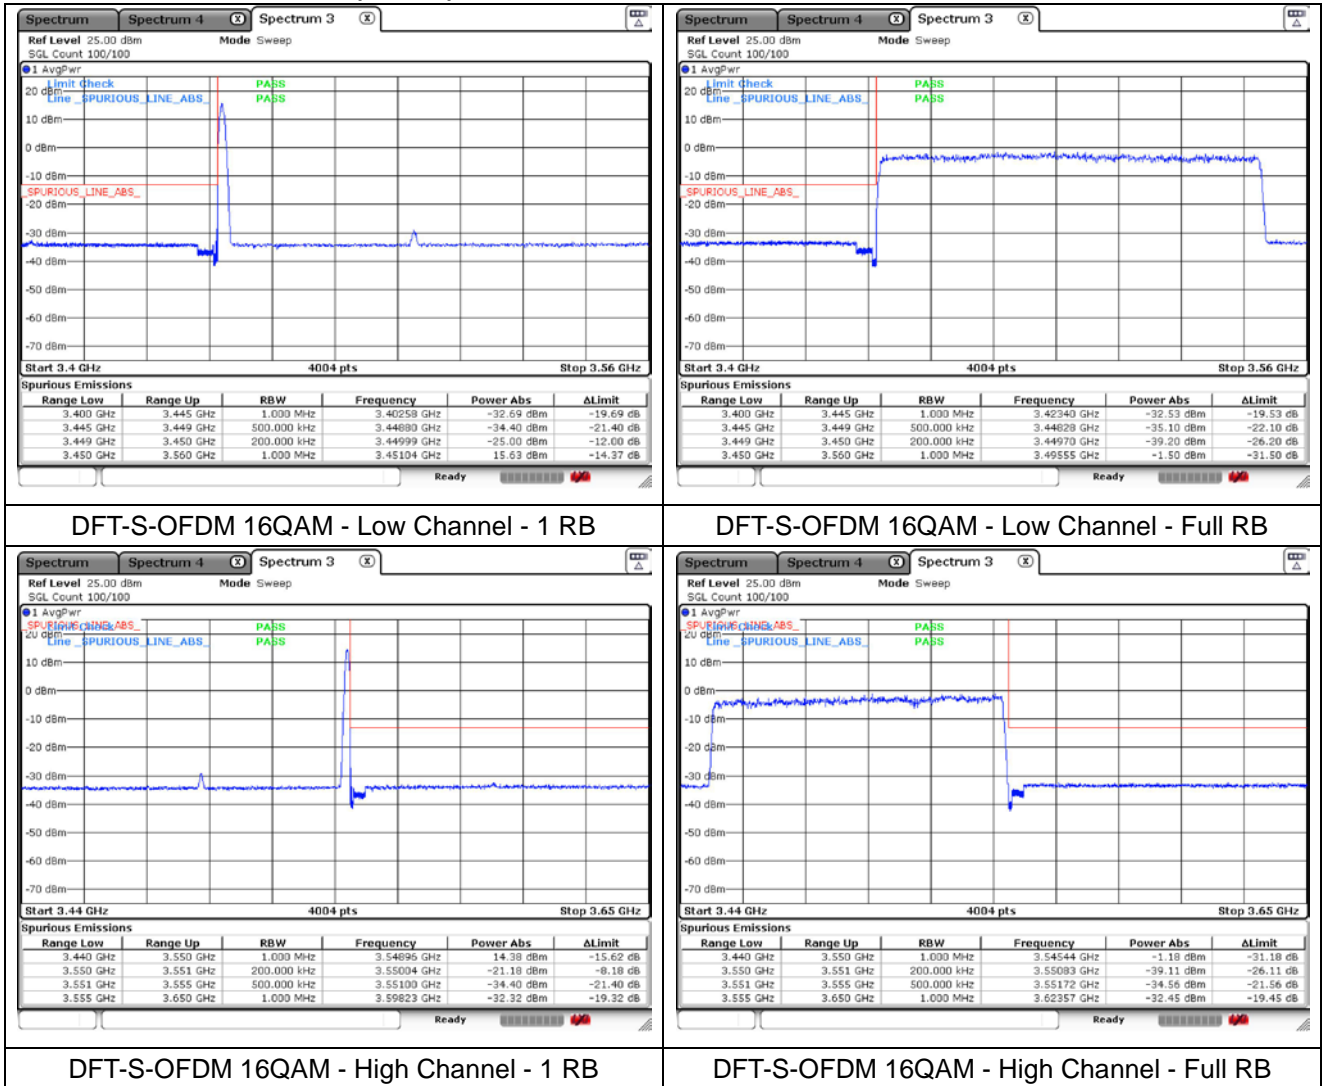 Spectrum Spectrum 4 X Spectrum 3 X
Ref Level 25.00 dBm Mode Sweep
SGL Count 100/100
1 AvgPwr
Limit Check PASS
20 dBm
Line _SPURIOUS_LINE_ABS_ PASS
10 dBm
0 dBm
-10 dBm
_SPURIOUS_LINE_ABS_
-20 dBm
-30 dBm
-40 dBm
-50 dBm
-60 dBm
-70 dBm
Start 3.4 GHz 4004 pts Stop 3.56 GHz
Spurious Emissions
Range Low Range Up RBW Frequency Power Abs ΔLimit
3.400 GHz 3.445 GHz 1.000 MHz 3.40258 GHz -32.69 dBm -19.69 dB
3.445 GHz 3.449 GHz 500.000 kHz 3.44880 GHz -34.40 dBm -21.40 dB
3.449 GHz 3.450 GHz 200.000 kHz 3.44999 GHz -25.00 dBm -12.00 dB
3.450 GHz 3.560 GHz 1.000 MHz 3.45104 GHz 15.63 dBm -14.37 dB
Ready
DFT-S-OFDM 16QAM - Low Channel - 1 RB
Spectrum Spectrum 4 X Spectrum 3 X
Ref Level 25.00 dBm Mode Sweep
SGL Count 100/100
1 AvgPwr
Limit Check PASS
20 dBm
Line _SPURIOUS_LINE_ABS_ PASS
10 dBm
0 dBm
-10 dBm
_SPURIOUS_LINE_ABS_
-20 dBm
-30 dBm
-40 dBm
-50 dBm
-60 dBm
-70 dBm
Start 3.4 GHz 4004 pts Stop 3.56 GHz
Spurious Emissions
Range Low Range Up RBW Frequency Power Abs ΔLimit
3.400 GHz 3.445 GHz 1.000 MHz 3.42340 GHz -32.53 dBm -19.53 dB
3.445 GHz 3.449 GHz 500.000 kHz 3.44828 GHz -35.10 dBm -22.10 dB
3.449 GHz 3.450 GHz 200.000 kHz 3.44970 GHz -39.20 dBm -26.20 dB
3.450 GHz 3.560 GHz 1.000 MHz 3.49555 GHz -1.50 dBm -31.50 dB
Ready
DFT-S-OFDM 16QAM - Low Channel - Full RB
Spectrum Spectrum 4 X Spectrum 3 X
Ref Level 25.00 dBm Mode Sweep
SGL Count 100/100
1 AvgPwr
_SPURIOUS_LINE_ABS_
Limit Check PASS
20 dBm
Line _SPURIOUS_LINE_ABS_ PASS
10 dBm
0 dBm
-10 dBm
-20 dBm
-30 dBm
-40 dBm
-50 dBm
-60 dBm
-70 dBm
Start 3.44 GHz 4004 pts Stop 3.65 GHz
Spurious Emissions
Range Low Range Up RBW Frequency Power Abs ΔLimit
3.440 GHz 3.550 GHz 1.000 MHz 3.54896 GHz 14.38 dBm -15.62 dB
3.550 GHz 3.551 GHz 200.000 kHz 3.55004 GHz -21.18 dBm -8.18 dB
3.551 GHz 3.555 GHz 500.000 kHz 3.55100 GHz -34.40 dBm -21.40 dB
3.555 GHz 3.650 GHz 1.000 MHz 3.59823 GHz -32.32 dBm -19.32 dB
Ready
DFT-S-OFDM 16QAM - High Channel - 1 RB
Spectrum Spectrum 4 X Spectrum 3 X
Ref Level 25.00 dBm Mode Sweep
SGL Count 100/100
1 AvgPwr
_SPURIOUS_LINE_ABS_
Limit Check PASS
20 dBm
Line _SPURIOUS_LINE_ABS_ PASS
10 dBm
0 dBm
-10 dBm
-20 dBm
-30 dBm
-40 dBm
-50 dBm
-60 dBm
-70 dBm
Start 3.44 GHz 4004 pts Stop 3.65 GHz
Spurious Emissions
Range Low Range Up RBW Frequency Power Abs ΔLimit
3.440 GHz 3.550 GHz 1.000 MHz 3.54544 GHz -1.18 dBm -31.18 dB
3.550 GHz 3.551 GHz 200.000 kHz 3.55083 GHz -39.11 dBm -26.11 dB
3.551 GHz 3.555 GHz 500.000 kHz 3.55172 GHz -34.56 dBm -21.56 dB
3.555 GHz 3.650 GHz 1.000 MHz 3.62357 GHz -32.45 dBm -19.45 dB
Ready
DFT-S-OFDM 16QAM - High Channel - Full RB